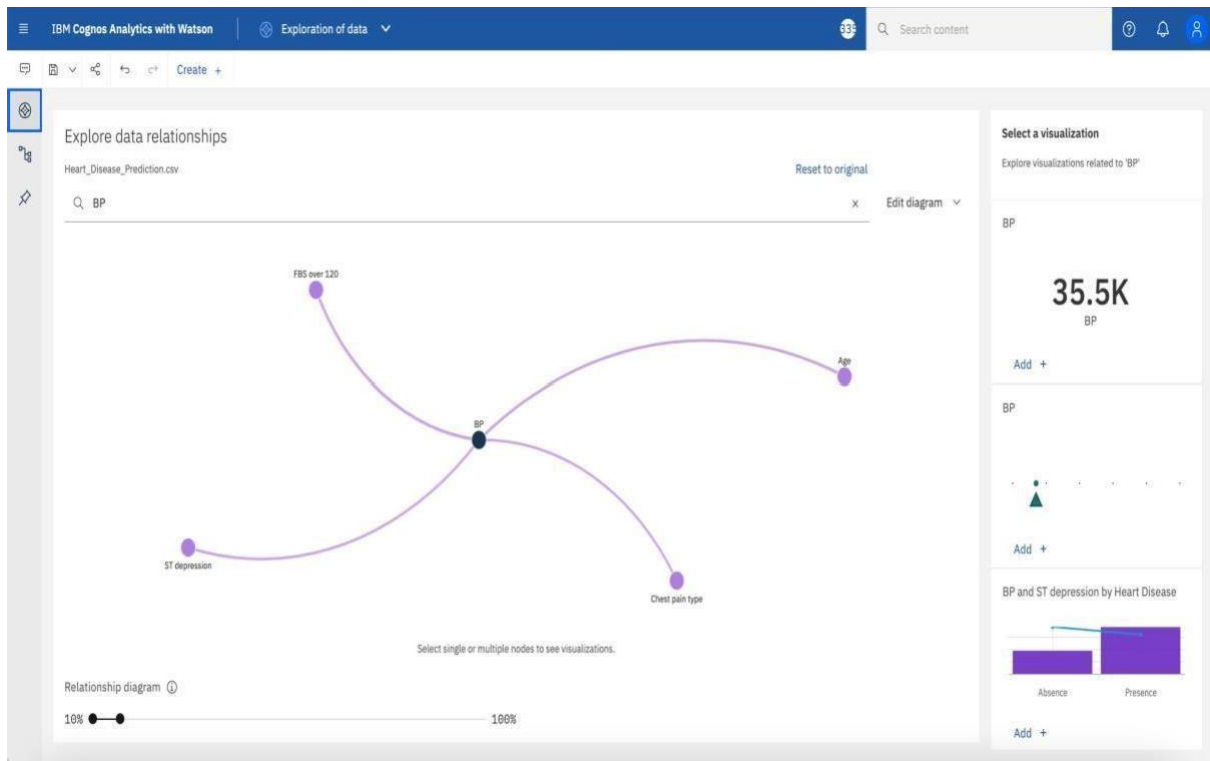 IBM Cognos Analytics with Watson
Exploration of data
Search content
Create +
Explore data relationships
Heart_Disease_Prediction.csv
Reset to original
BP
x
Edit diagram
FBS over 120
Age
BP
ST depression
Chest pain type
Select single or multiple nodes to see visualizations.
Relationship diagram
10%
100%
Select a visualization
Explore visualizations related to 'BP'
BP
35.5K
BP
Add +
BP
Add +
BP and ST depression by Heart Disease
Absence
Presence
Add +